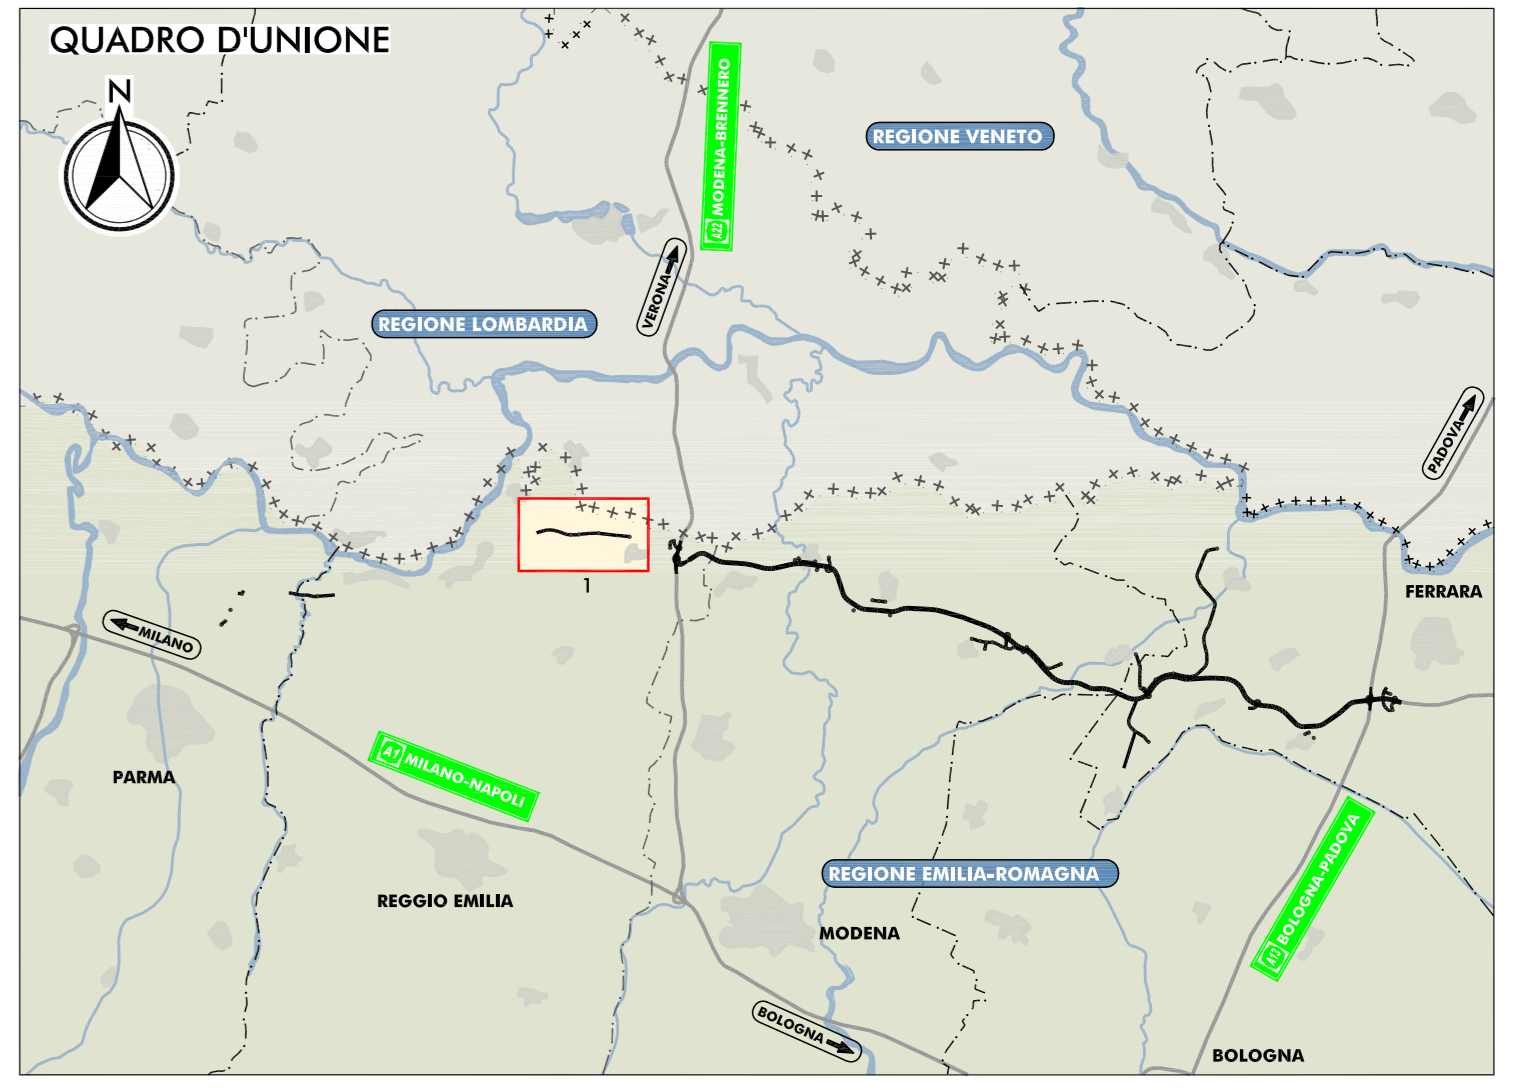 QUADRO D'UNIONE
N
A22 MODENA-BRENNERO
REGIONE VENETO
VERONA
REGIONE LOMBARDIA
PADOVA
1
FERRARA
MILANO
A1 MILANO-NAPOLI
PARMA
REGGIO EMILIA
REGIONE EMILIA-ROMAGNA
MODENA
A13 BOLOGNA-PADOVA
BOLOGNA
BOLOGNA